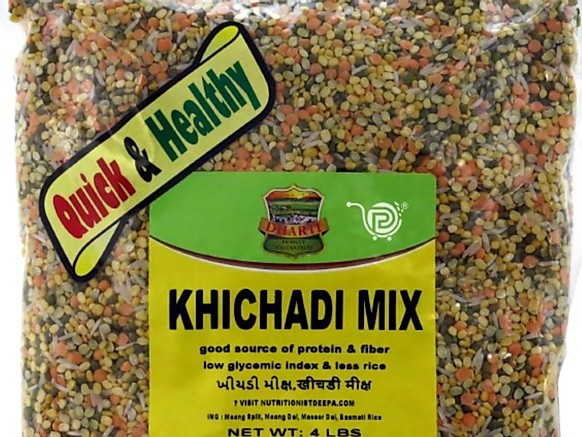 Quick & Healthy
DHARTI
KHICHADI MIX
good source of protein & fiber
low glycemic index & less rice
ખીચડી મીક્ષ,खीचडी मीक्ष
? VISIT NUTRITIONISTDEEPA.COM
ING : Moong Split, Moong Dal, Masoor Dal, Basmati Rice
NET WT: 4 LBS